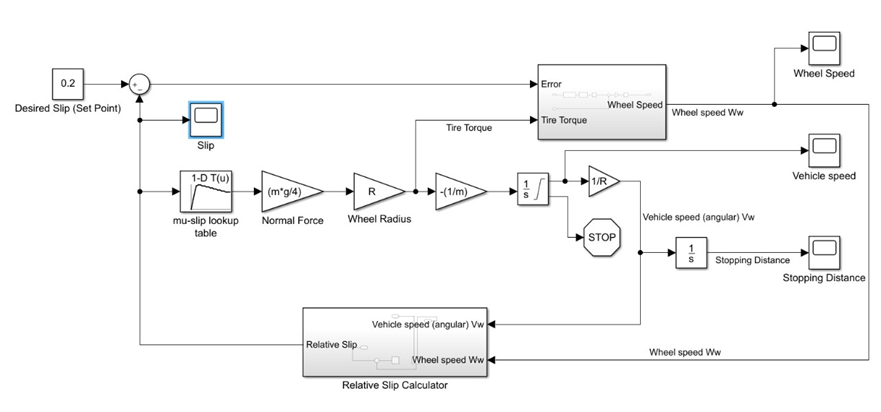 0.2
+
-
Desired Slip (Set Point)
Slip
1-D T(u)
mu-slip lookup
table
(m*g/4)
Normal Force
R
Wheel Radius
Tire Torque
-(1/m)
Error
Wheel Speed
Tire Torque
Wheel speed Ww
Wheel Speed
1
s
1/R
Vehicle speed
STOP
Vehicle speed (angular) Vw
1
s
Stopping Distance
Stopping Distance
Vehicle speed (angular) Vw
Relative Slip
Wheel speed Ww
Wheel speed Ww
Relative Slip Calculator